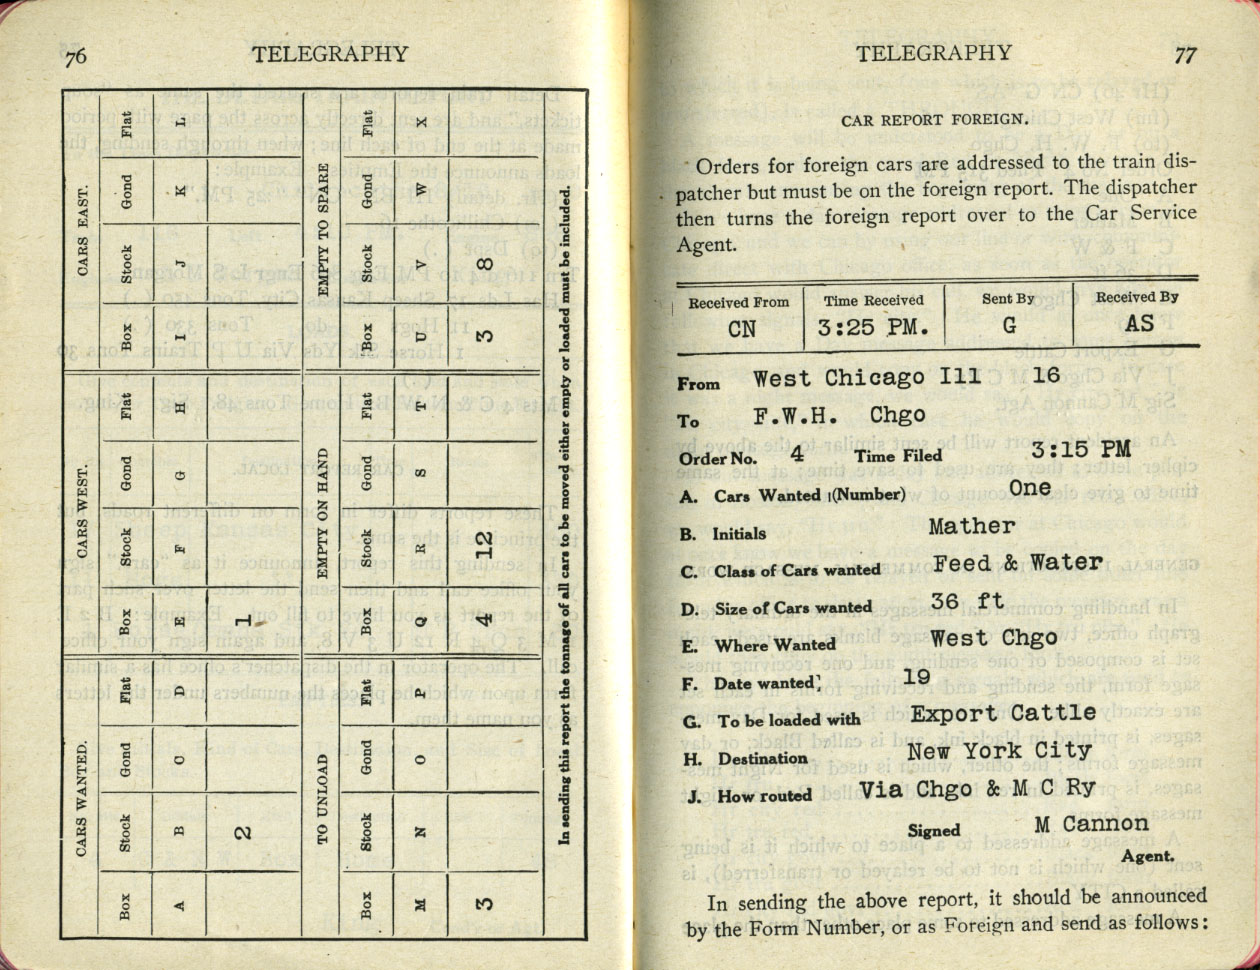 76
TELEGRAPHY
CARS WANTED. CARS WEST. CARS EAST.
Box Stock Gond Flat Box Stock Gond Flat Box Stock Gond Flat
A B C D E F G H I J K L
2 1
TO UNLOAD EMPTY ON HAND EMPTY TO SPARE
Box Stock Gond Flat Box Stock Gond Flat Box Stock Gond Flat
M N O P Q R S T U V W X
3 4 12 3 8
In sending this report the tonnage of all cars to be moved either empty or loaded must be included.
TELEGRAPHY
77
CAR REPORT FOREIGN.
Orders for foreign cars are addressed to the train dis-
patcher but must be on the foreign report. The dispatcher
then turns the foreign report over to the Car Service
Agent.
Received From Time Received Sent By Received By
CN 3:25 PM. G AS
From West Chicago Ill 1 16
To F.W.H. Chgo
Order No. 4 Time Filed 3:15 PM
A. Cars Wanted (Number) One
B. Initials Mather
C. Class of Cars wanted Feed & Water
D. Size of Cars wanted 36 ft
E. Where Wanted West Chgo
F. Date wanted 19
G. To be loaded with Export Cattle
H. Destination New York City
J. How routed Via Chgo & M C Ry
Signed M Cannon
Agent.
In sending the above report, it should be announced
by the Form Number, or as Foreign and send as follows: